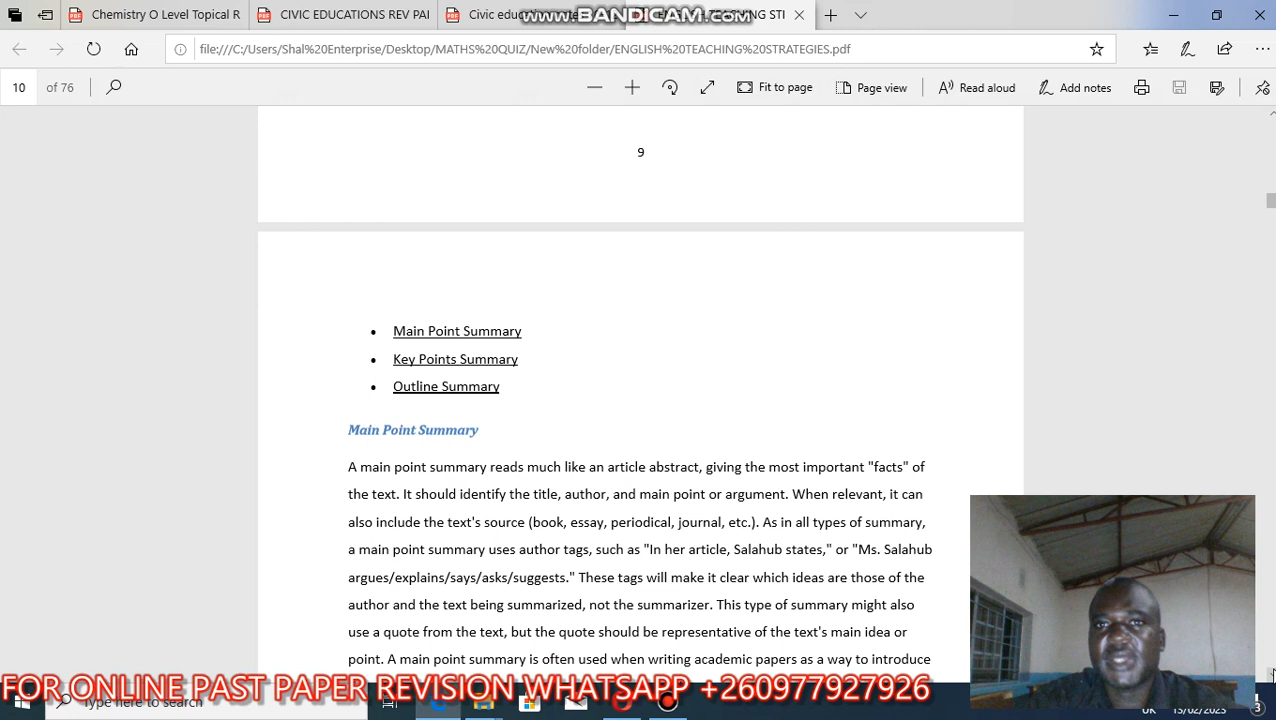 Chemistry O Level Topical R
CIVIC EDUCATIONS REV PAI
Civic educ
www.BANDICAM.com
NG STI
file:///C:/Users/Shal%20Enterprise/Desktop/MATHS%20QUIZ/New%20folder/ENGLISH%20TEACHING%20STRATEGIES.pdf
10 of 76
Fit to page
Page view
Read aloud
Add notes
9
• Main Point Summary
• Key Points Summary
• Outline Summary
Main Point Summary
A main point summary reads much like an article abstract, giving the most important "facts" of
the text. It should identify the title, author, and main point or argument. When relevant, it can
also include the text's source (book, essay, periodical, journal, etc.). As in all types of summary,
a main point summary uses author tags, such as "In her article, Salahub states," or "Ms. Salahub
argues/explains/says/asks/suggests." These tags will make it clear which ideas are those of the
author and the text being summarized, not the summarizer. This type of summary might also
use a quote from the text, but the quote should be representative of the text's main idea or
point. A main point summary is often used when writing academic papers as a way to introduce
FOR ONLINE PAST PAPER REVISION WHATSAPP +260977927926
Type here to search
UK
15/02/2023
3